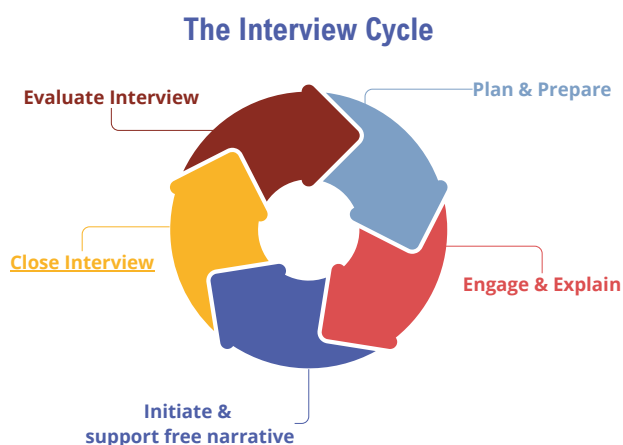 The Interview Cycle
Evaluate Interview
Plan & Prepare
Close Interview
Engage & Explain
Initiate &
support free narrative